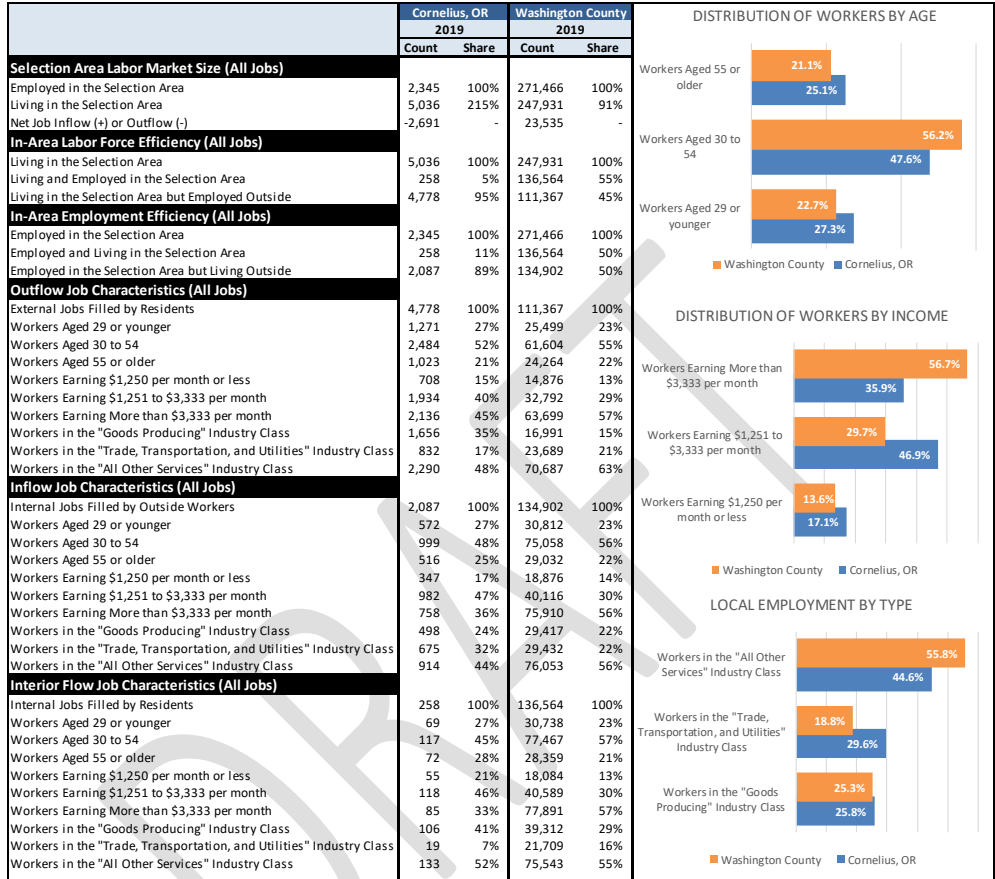 Cornelius, OR Washington County
2019 2019
Count Share Count Share
Selection Area Labor Market Size (All Jobs)
Employed in the Selection Area 2,345 100% 271,466 100%
Living in the Selection Area 5,036 215% 247,931 91%
Net Job Inflow (+) or Outflow (-) -2,691 - 23,535 -
In-Area Labor Force Efficiency (All Jobs)
Living in the Selection Area 5,036 100% 247,931 100%
Living and Employed in the Selection Area 258 5% 136,564 55%
Living in the Selection Area but Employed Outside 4,778 95% 111,367 45%
In-Area Employment Efficiency (All Jobs)
Employed in the Selection Area 2,345 100% 271,466 100%
Employed and Living in the Selection Area 258 11% 136,564 50%
Employed in the Selection Area but Living Outside 2,087 89% 134,902 50%
Outflow Job Characteristics (All Jobs)
External Jobs Filled by Residents 4,778 100% 111,367 100%
Workers Aged 29 or younger 1,271 27% 25,499 23%
Workers Aged 30 to 54 2,484 52% 61,604 55%
Workers Aged 55 or older 1,023 21% 24,264 22%
Workers Earning $1,250 per month or less 708 15% 14,876 13%
Workers Earning $1,251 to $3,333 per month 1,934 40% 32,792 29%
Workers Earning More than $3,333 per month 2,136 45% 63,699 57%
Workers in the "Goods Producing" Industry Class 1,656 35% 16,991 15%
Workers in the "Trade, Transportation, and Utilities" Industry Class 832 17% 23,689 21%
Workers in the "All Other Services" Industry Class 2,290 48% 70,687 63%
Inflow Job Characteristics (All Jobs)
Internal Jobs Filled by Outside Workers 2,087 100% 134,902 100%
Workers Aged 29 or younger 572 27% 30,812 23%
Workers Aged 30 to 54 999 48% 75,058 56%
Workers Aged 55 or older 516 25% 29,032 22%
Workers Earning $1,250 per month or less 347 17% 18,876 14%
Workers Earning $1,251 to $3,333 per month 982 47% 40,116 30%
Workers Earning More than $3,333 per month 758 36% 75,910 56%
Workers in the "Goods Producing" Industry Class 498 24% 29,417 22%
Workers in the "Trade, Transportation, and Utilities" Industry Class 675 32% 29,432 22%
Workers in the "All Other Services" Industry Class 914 44% 76,053 56%
Interior Flow Job Characteristics (All Jobs)
Internal Jobs Filled by Residents 258 100% 136,564 100%
Workers Aged 29 or younger 69 27% 30,738 23%
Workers Aged 30 to 54 117 45% 77,467 57%
Workers Aged 55 or older 72 28% 28,359 21%
Workers Earning $1,250 per month or less 55 21% 18,084 13%
Workers Earning $1,251 to $3,333 per month 118 46% 40,589 30%
Workers Earning More than $3,333 per month 85 33% 77,891 57%
Workers in the "Goods Producing" Industry Class 106 41% 39,312 29%
Workers in the "Trade, Transportation, and Utilities" Industry Class 19 7% 21,709 16%
Workers in the "All Other Services" Industry Class 133 52% 75,543 55%
DISTRIBUTION OF WORKERS BY AGE
Workers Aged 55 or
older
21.1%
25.1%
Workers Aged 30 to
54
56.2%
47.6%
Workers Aged 29 or
younger
22.7%
27.3%
Washington County Cornelius, OR
DISTRIBUTION OF WORKERS BY INCOME
Workers Earning More than
$3,333 per month
56.7%
35.9%
Workers Earning $1,251 to
$3,333 per month
29.7%
46.9%
Workers Earning $1,250 per
month or less
13.6%
17.1%
Washington County Cornelius, OR
LOCAL EMPLOYMENT BY TYPE
Workers in the "All Other
Services" Industry Class
55.8%
44.6%
Workers in the "Trade,
Transportation, and Utilities"
Industry Class
18.8%
29.6%
Workers in the "Goods
Producing" Industry Class
25.3%
25.8%
Washington County Cornelius, OR
DRAFT